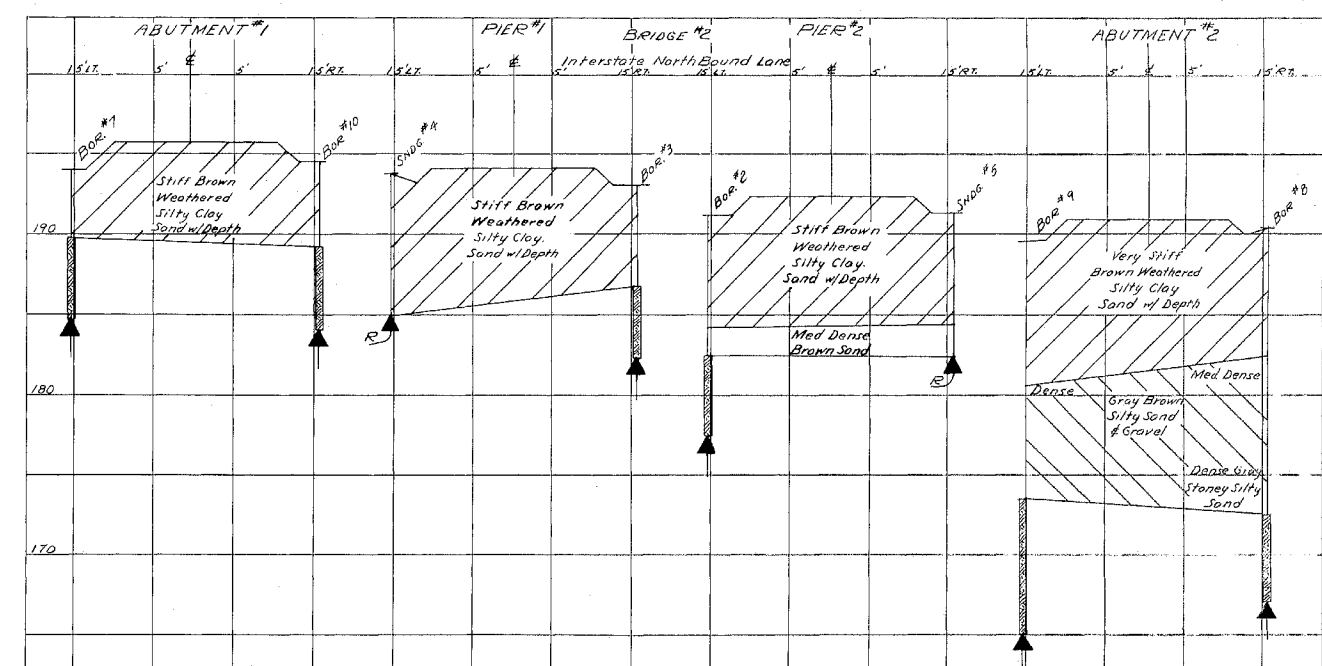 ABUTMENT #1
PIER #1
BRIDGE #2
PIER #2
ABUTMENT #2
Interstate North Bound Lane
15' LT. 5' ℄ 5' 15' RT.
15' LT. 5' ℄ 5' 15' RT.
15' LT. 5' ℄ 5' 15' RT.
15' LT. 5' ℄ 5' 15' RT.
BOR. #7
BOR #10
SNDG #4
BOR. #3
BOR. #2
SNDG #5
BOR #9
BOR #8
Stiff Brown
Weathered
Silty Clay
Sand w/Depth
Stiff Brown
Weathered
Silty Clay.
Sand w/Depth
Stiff Brown
Weathered
Silty Clay.
Sand w/Depth
Med Dense
Brown Sand
Very Stiff
Brown Weathered
Silty Clay
Sand w/ Depth
Med Dense
Dense
Gray Brown
Silty Sand
& Gravel
Dense Gray
Stoney Silty
Sand
R
R
190
180
170